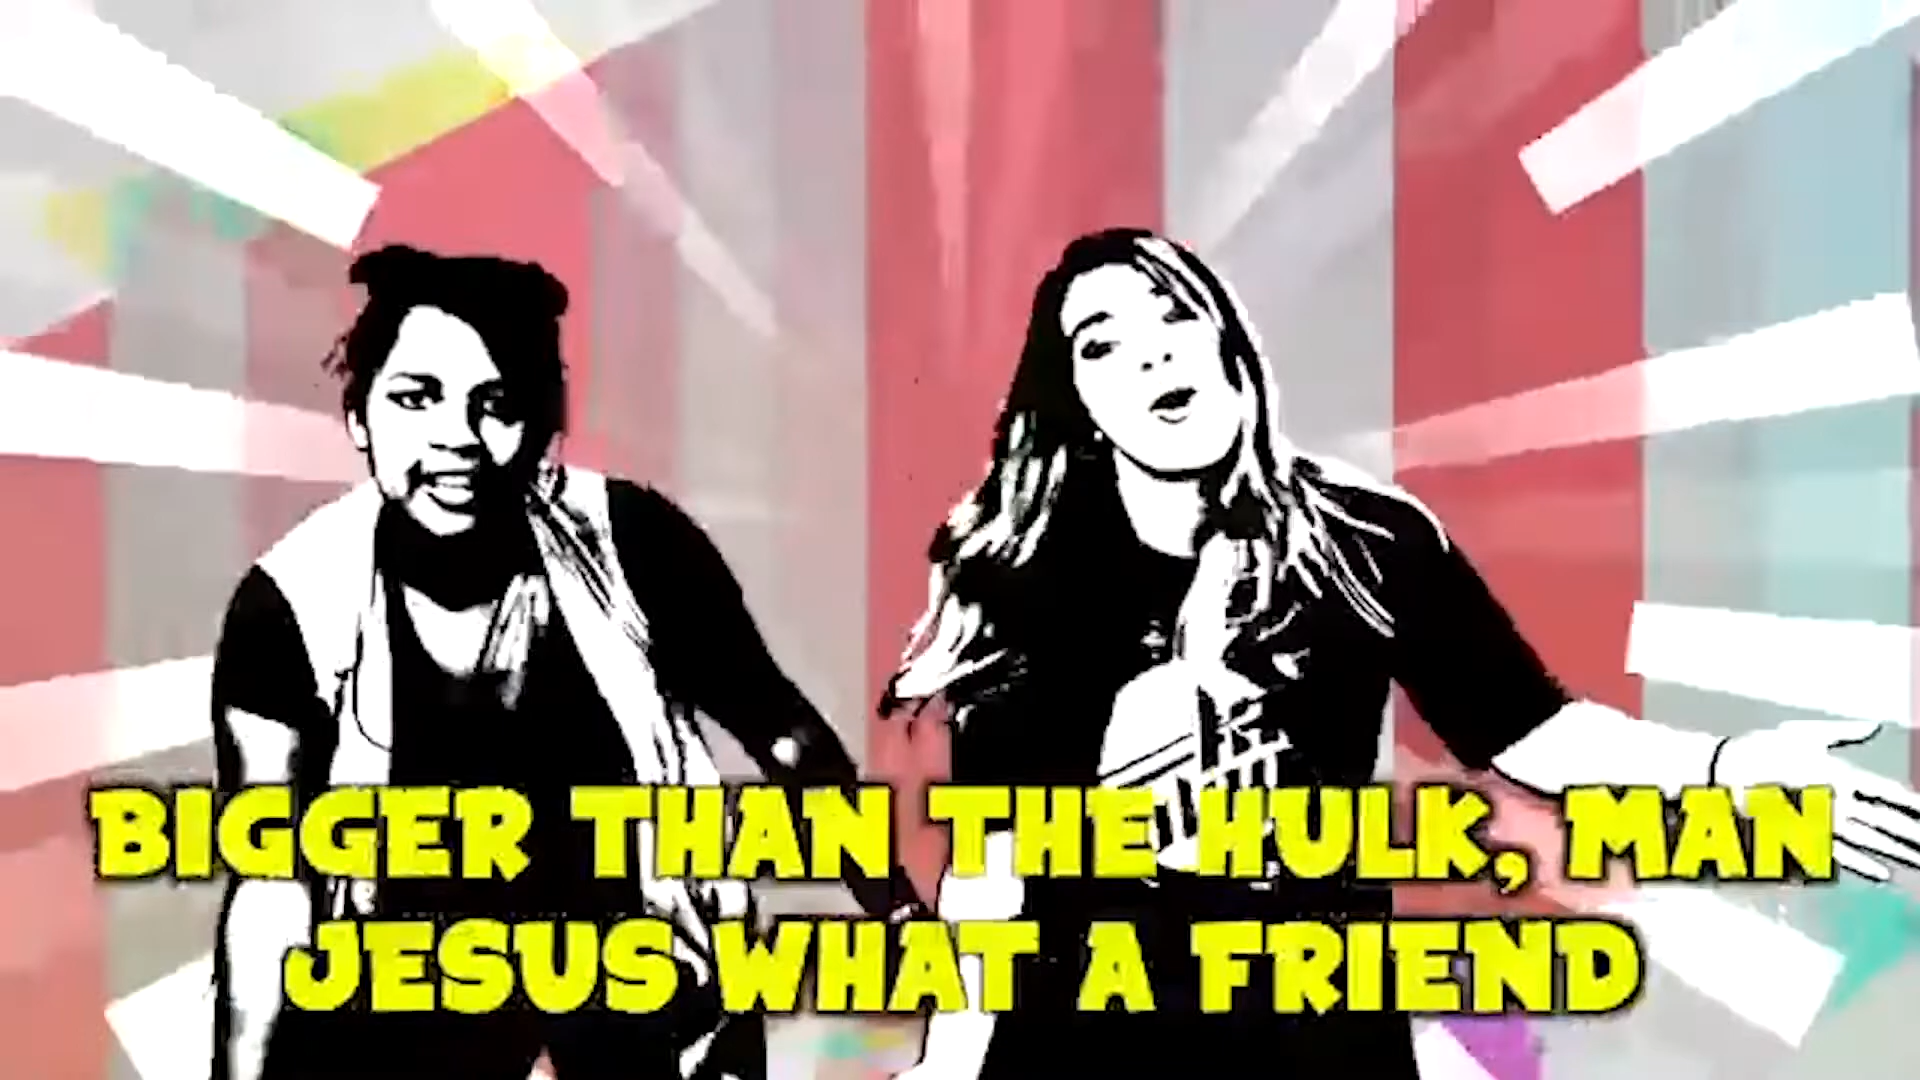 BIGGER THAN THE HULK, MAN
JESUS WHAT A FRIEND